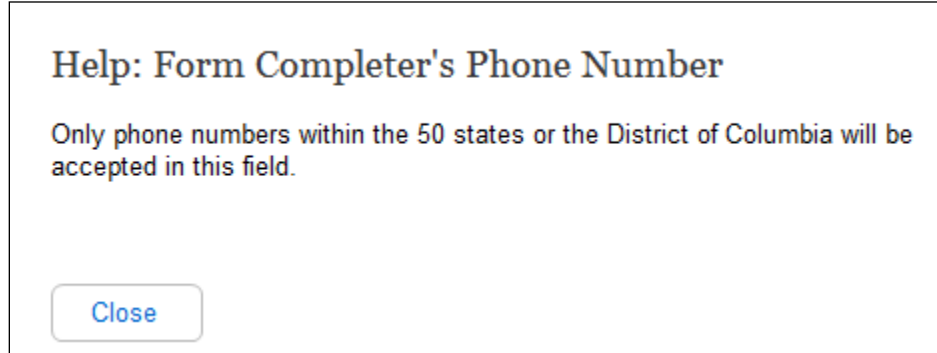 Help: Form Completer's Phone Number
Only phone numbers within the 50 states or the District of Columbia will be
accepted in this field.
Close